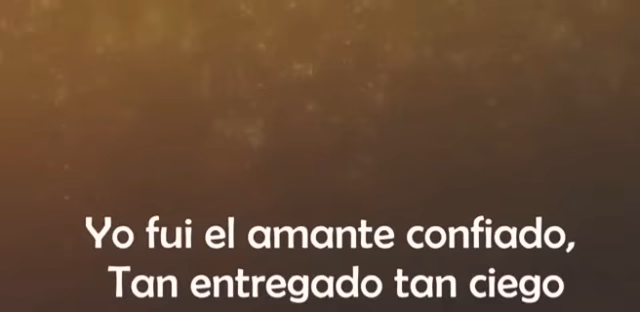 Yo fui el amante confiado,
Tan entregado tan ciego